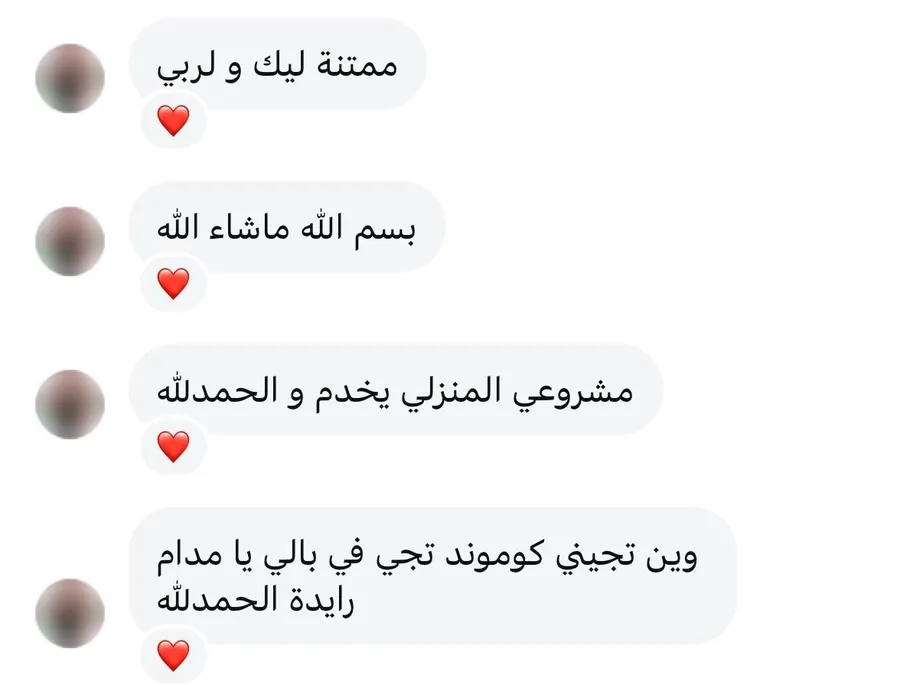 ممتنة ليك و لربي
بسم الله ماشاء الله
مشروعي المنزلي يخدم و الحمدلله
وين تجيني كوموند تجي في بالي يا مدام
رايدة الحمدلله